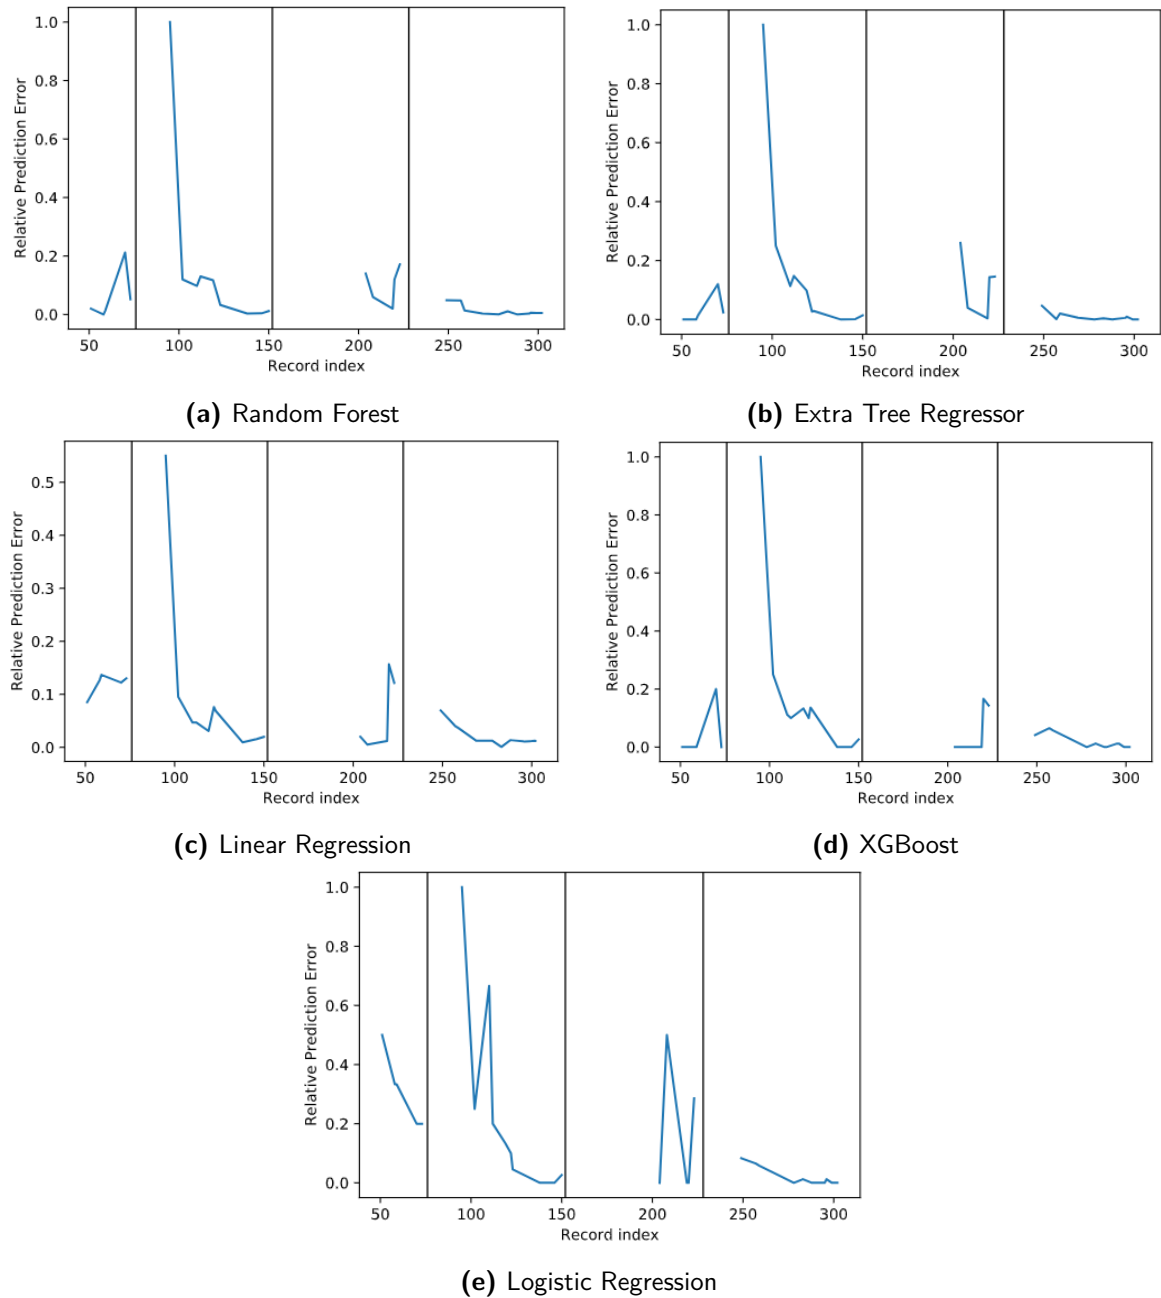 1.0
0.8
0.6
0.4
0.2
0.0
Relative Prediction Error
50 100 150 200 250 300
Record index
(a) Random Forest
1.0
0.8
0.6
0.4
0.2
0.0
Relative Prediction Error
50 100 150 200 250 300
Record index
(b) Extra Tree Regressor
0.5
0.4
0.3
0.2
0.1
0.0
Relative Prediction Error
50 100 150 200 250 300
Record index
(c) Linear Regression
1.0
0.8
0.6
0.4
0.2
0.0
Relative Prediction Error
50 100 150 200 250 300
Record index
(d) XGBoost
1.0
0.8
0.6
0.4
0.2
0.0
Relative Prediction Error
50 100 150 200 250 300
Record index
(e) Logistic Regression